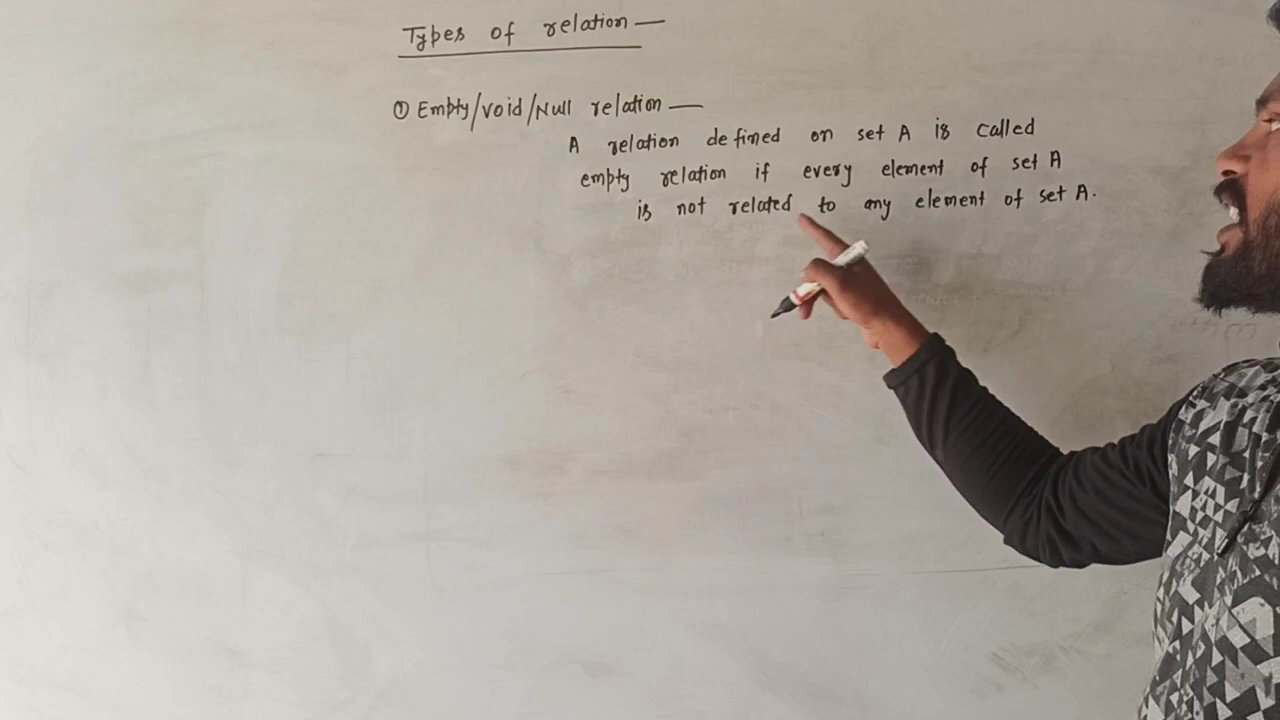 Types of relation —
① Empty/void/Null relation —
A relation defined on set A is called
empty relation if every element of set A
is not related to any element of set A.